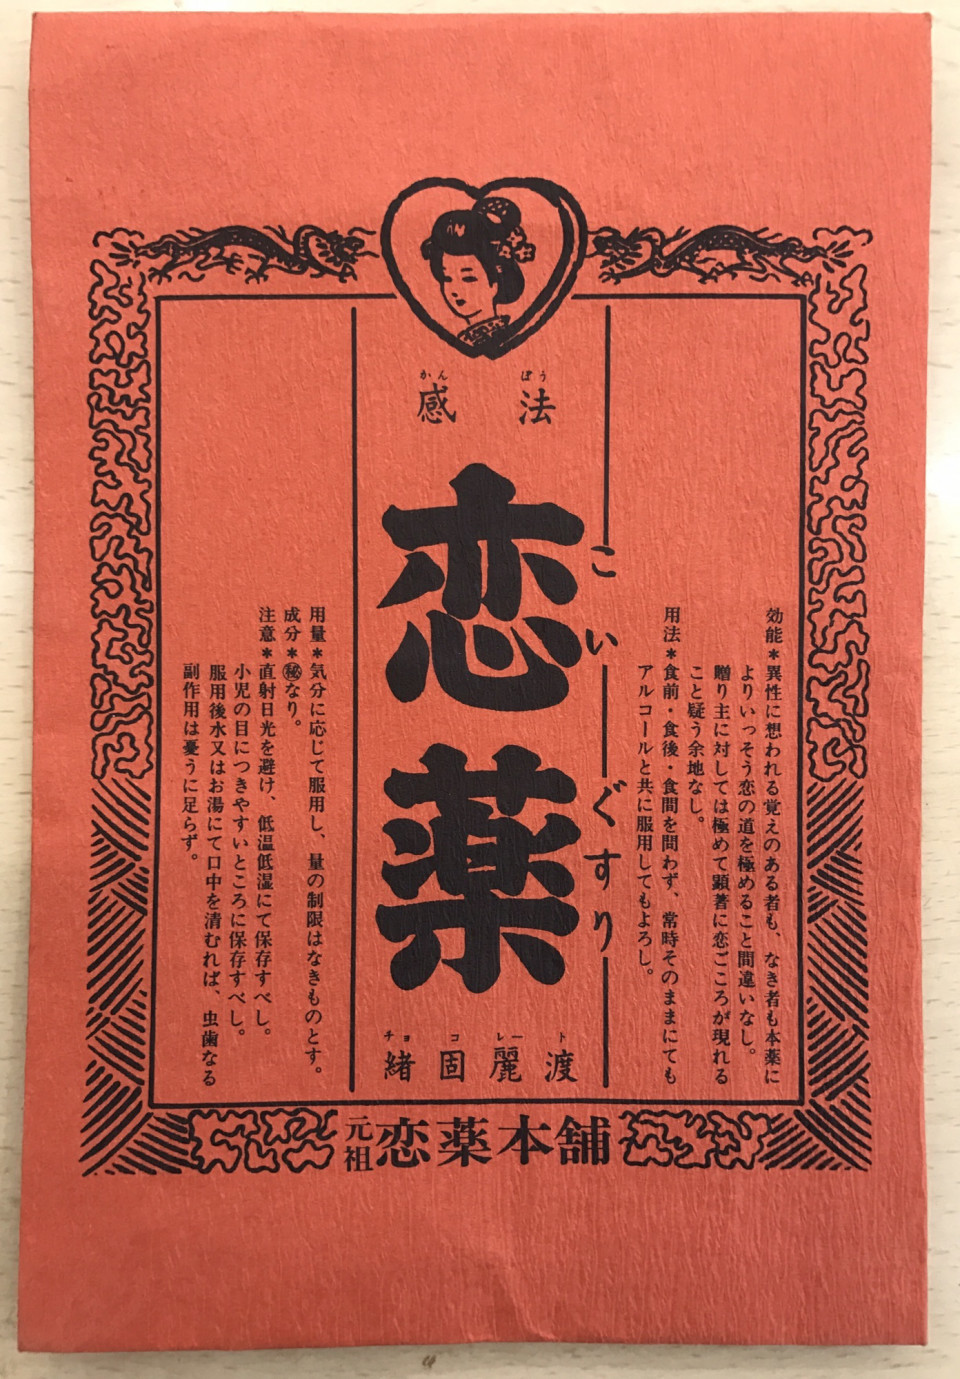 かん ぽう
感 法
恋薬
こいぐすり
チョコレート
緒固麗渡
効能＊異性に想われる覚えのある者も、なき者も本薬に
よりいっそう恋の道を極めること間違いなし。
贈り主に対しては極めて顕著に恋ごころが現れる
こと疑う余地なし。
用法＊食前・食後・食間を問わず、常時そのままにても
アルコールと共に服用してもよろし。
用量＊気分に応じて服用し、量の制限はなきものとす。
成分＊㊙なり。
注意＊直射日光を避け、低温低湿にて保存すべし。
小児の目につきやすいところに保存すべし。
服用後水又はお湯にて口中を清むれば、虫歯なる
副作用は憂うに足らず。
元祖 恋薬本舗